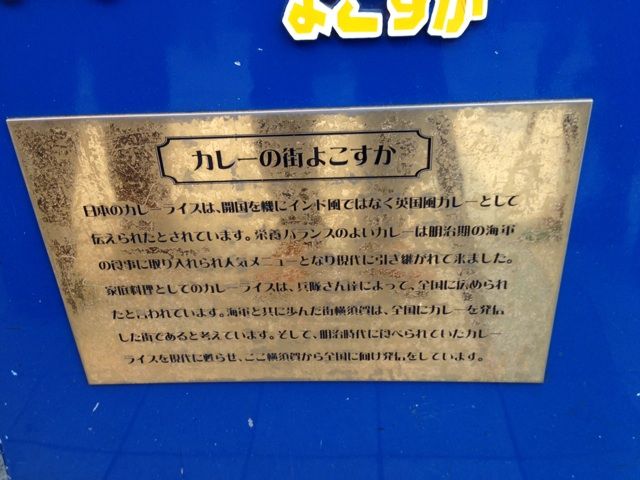 よこすか
カレーの街よこすか
日本のカレーライスは、開国を機にインド風ではなく英国風カレーとして
伝えられたとされています。栄養バランスのよいカレーは明治期の海軍
の食事に取り入れられ人気メニューとなり現代に引き継がれて来ました。
家庭料理としてのカレーライスは、兵隊さん達によって、全国に広められ
たと言われています。海軍と共に歩んだ街横須賀は、全国にカレーを発信
した街であると考えています。そして、明治時代に食べられていたカレー
ライスを現代に甦らせ、ここ横須賀から全国に向け発信をしています。